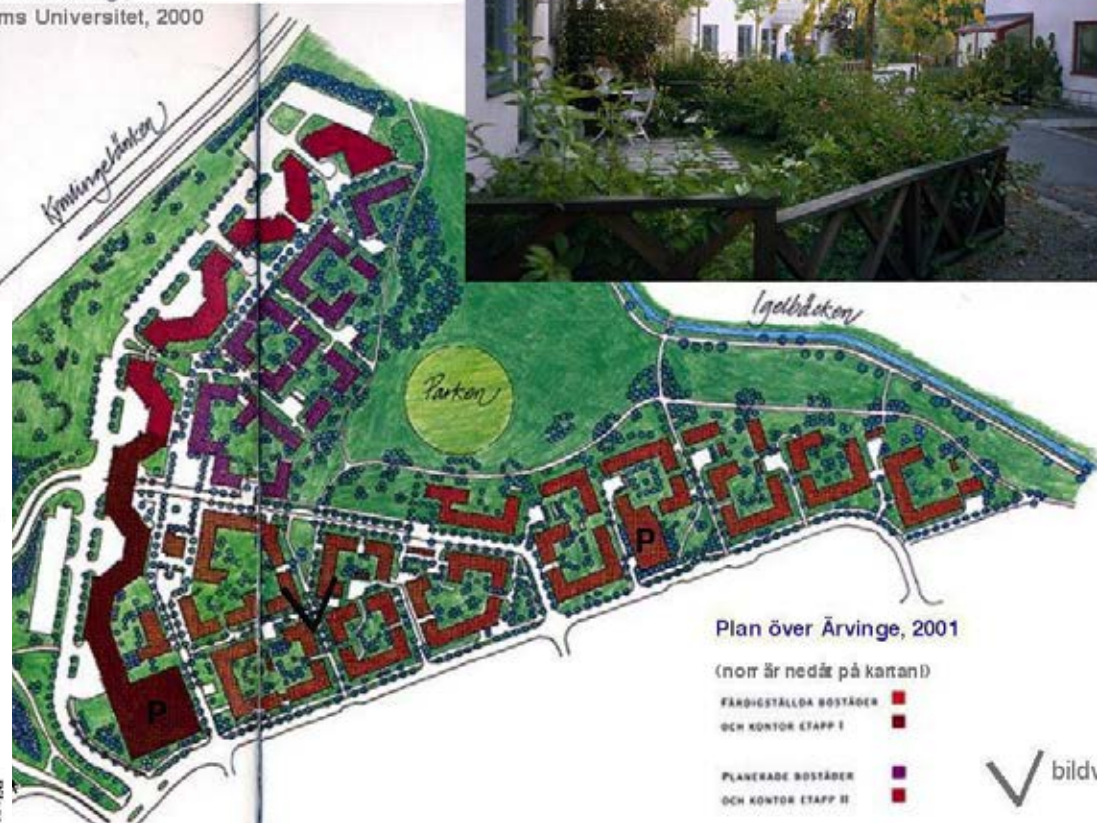 ms Universitet, 2000
Kymlingelänken
Igelbäcken
Parken
P
P
Plan över Ärvinge, 2001
(norr är nedåt på kartan!)
FÄRDIGSTÄLLDA BOSTÄDER
OCH KONTOR ETAPP I
PLANERADE BOSTÄDER
OCH KONTOR ETAPP II
bildv